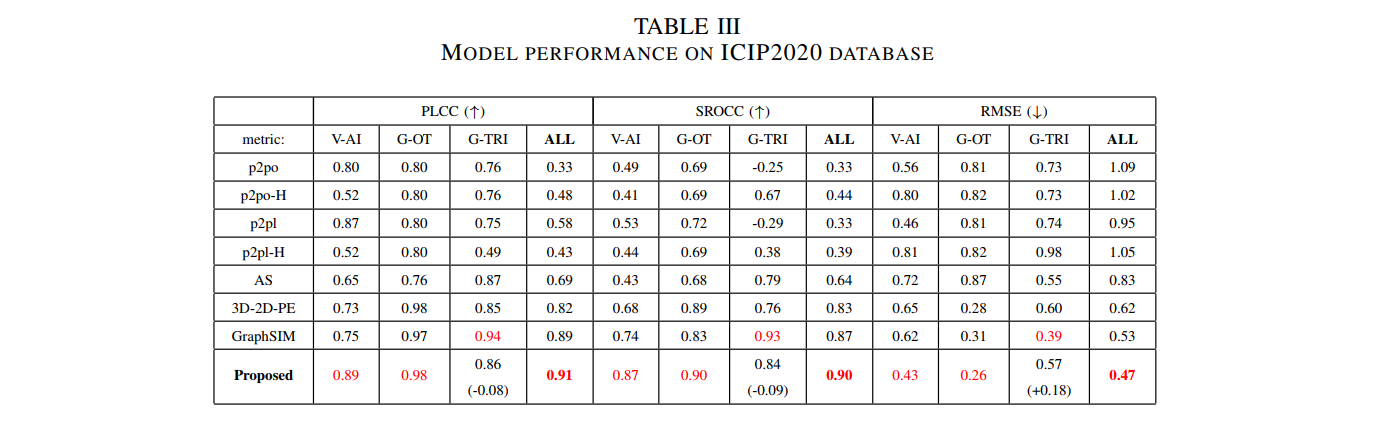 TABLE III
MODEL PERFORMANCE ON ICIP2020 DATABASE
PLCC (↑) SROCC (↑) RMSE (↓)
metric: V-AI G-OT G-TRI ALL V-AI G-OT G-TRI ALL V-AI G-OT G-TRI ALL
p2po 0.80 0.80 0.76 0.33 0.49 0.69 -0.25 0.33 0.56 0.81 0.73 1.09
p2po-H 0.52 0.80 0.76 0.48 0.41 0.69 0.67 0.44 0.80 0.82 0.73 1.02
p2pl 0.87 0.80 0.75 0.58 0.53 0.72 -0.29 0.33 0.46 0.81 0.74 0.95
p2pl-H 0.52 0.80 0.49 0.43 0.44 0.69 0.38 0.39 0.81 0.82 0.98 1.05
AS 0.65 0.76 0.87 0.69 0.43 0.68 0.79 0.64 0.72 0.87 0.55 0.83
3D-2D-PE 0.73 0.98 0.85 0.82 0.68 0.89 0.76 0.83 0.65 0.28 0.60 0.62
GraphSIM 0.75 0.97 0.94 0.89 0.74 0.83 0.93 0.87 0.62 0.31 0.39 0.53
Proposed 0.89 0.98 0.86 0.91 0.87 0.90 0.84 0.90 0.43 0.26 0.57 0.47
(-0.08) (-0.09) (+0.18)